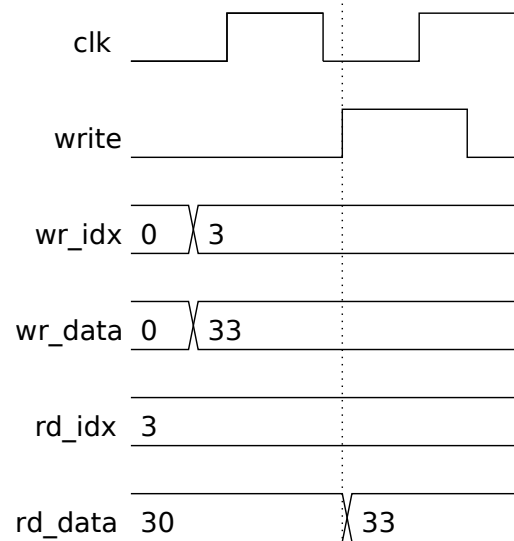 clk
write
wr_idx 0 3
wr_data 0 33
rd_idx 3
rd_data 30 33